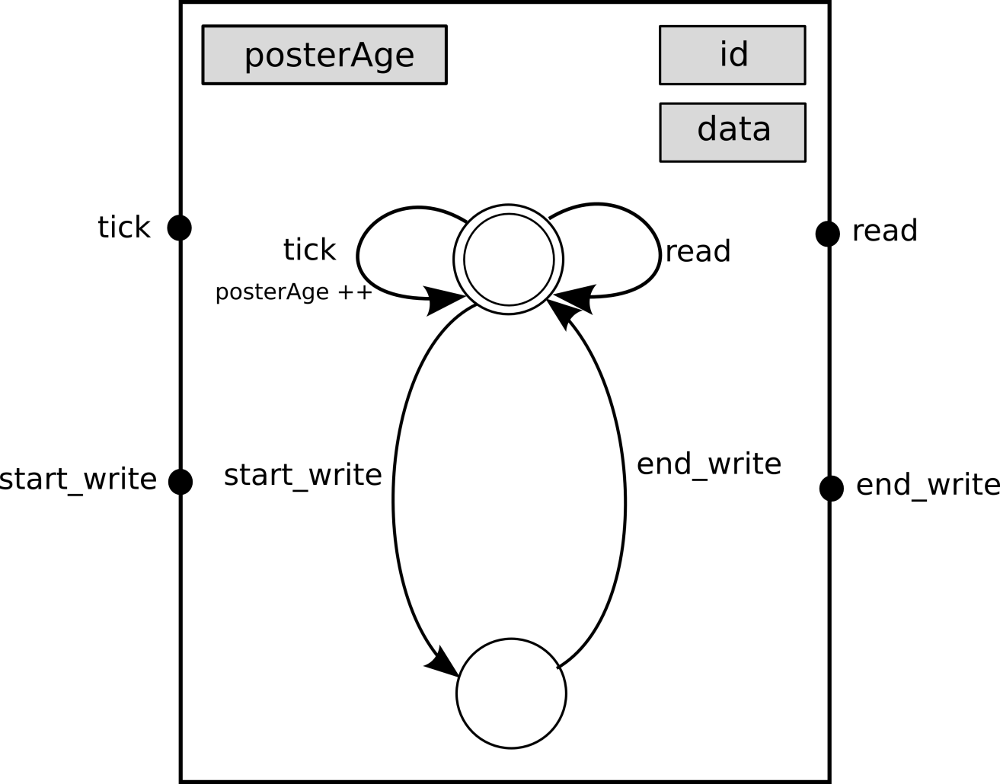 posterAge
id
data
tick
tick
read
read
posterAge ++
start_write
start_write
end_write
end_write